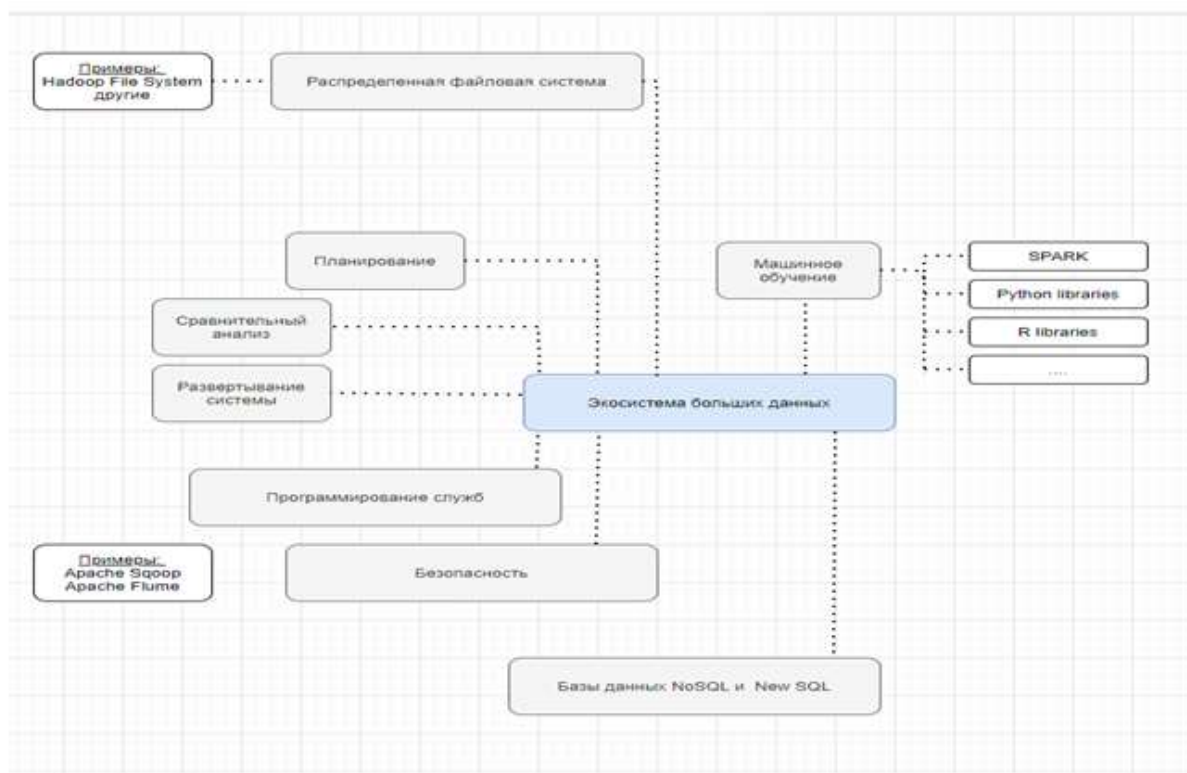 Примеры:
Hadoop File System
другие
Распределенная файловая система
Планирование
Машинное
обучение
SPARK
Python libraries
R libraries
....
Сравнительный
анализ
Развертывание
системы
Экосистема больших данных
Программирование служб
Примеры:
Apache Sqoop
Apache Flume
Безопасность
Базы данных NoSQL и New SQL